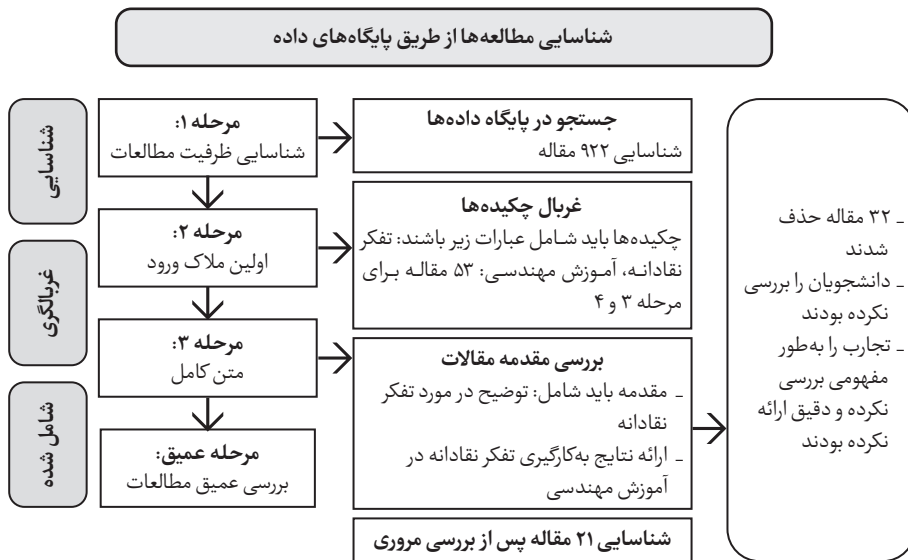 شناسایی مطالعه‌ها از طریق پایگاه‌های داده
شناسایی
غربالگری
شامل شده
مرحله ۱:
شناسایی ظرفیت مطالعات
مرحله ۲:
اولین ملاک ورود
مرحله ۳:
متن کامل
مرحله عمیق:
بررسی عمیق مطالعات
جستجو در پایگاه داده‌ها
شناسایی ۹۲۲ مقاله
غربال چکیده‌ها
چکیده‌ها باید شامل عبارات زیر باشند: تفکر
نقادانه، آموزش مهندسی: ۵۳ مقاله برای
مرحله ۳ و ۴
بررسی مقدمه مقالات
- مقدمه باید شامل: توضیح در مورد تفکر
نقادانه
- ارائه نتایج به‌کارگیری تفکر نقادانه در
آموزش مهندسی
شناسایی ۲۱ مقاله پس از بررسی مروری
- ۳۲ مقاله حذف
شدند
- دانشجویان را بررسی
نکرده بودند
- تجارب را به‌طور
مفهومی بررسی
نکرده و دقیق ارائه
نکرده بودند